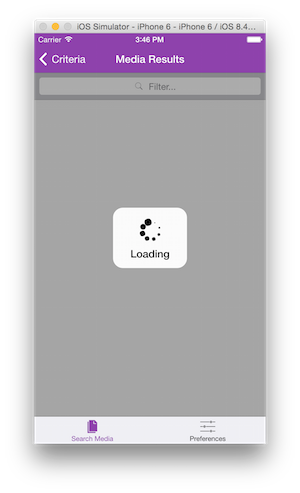 iOS Simulator - iPhone 6 - iPhone 6 / iOS 8.4...
Carrier 3:46 PM
Criteria Media Results
Filter...
Loading
Search Media Preferences